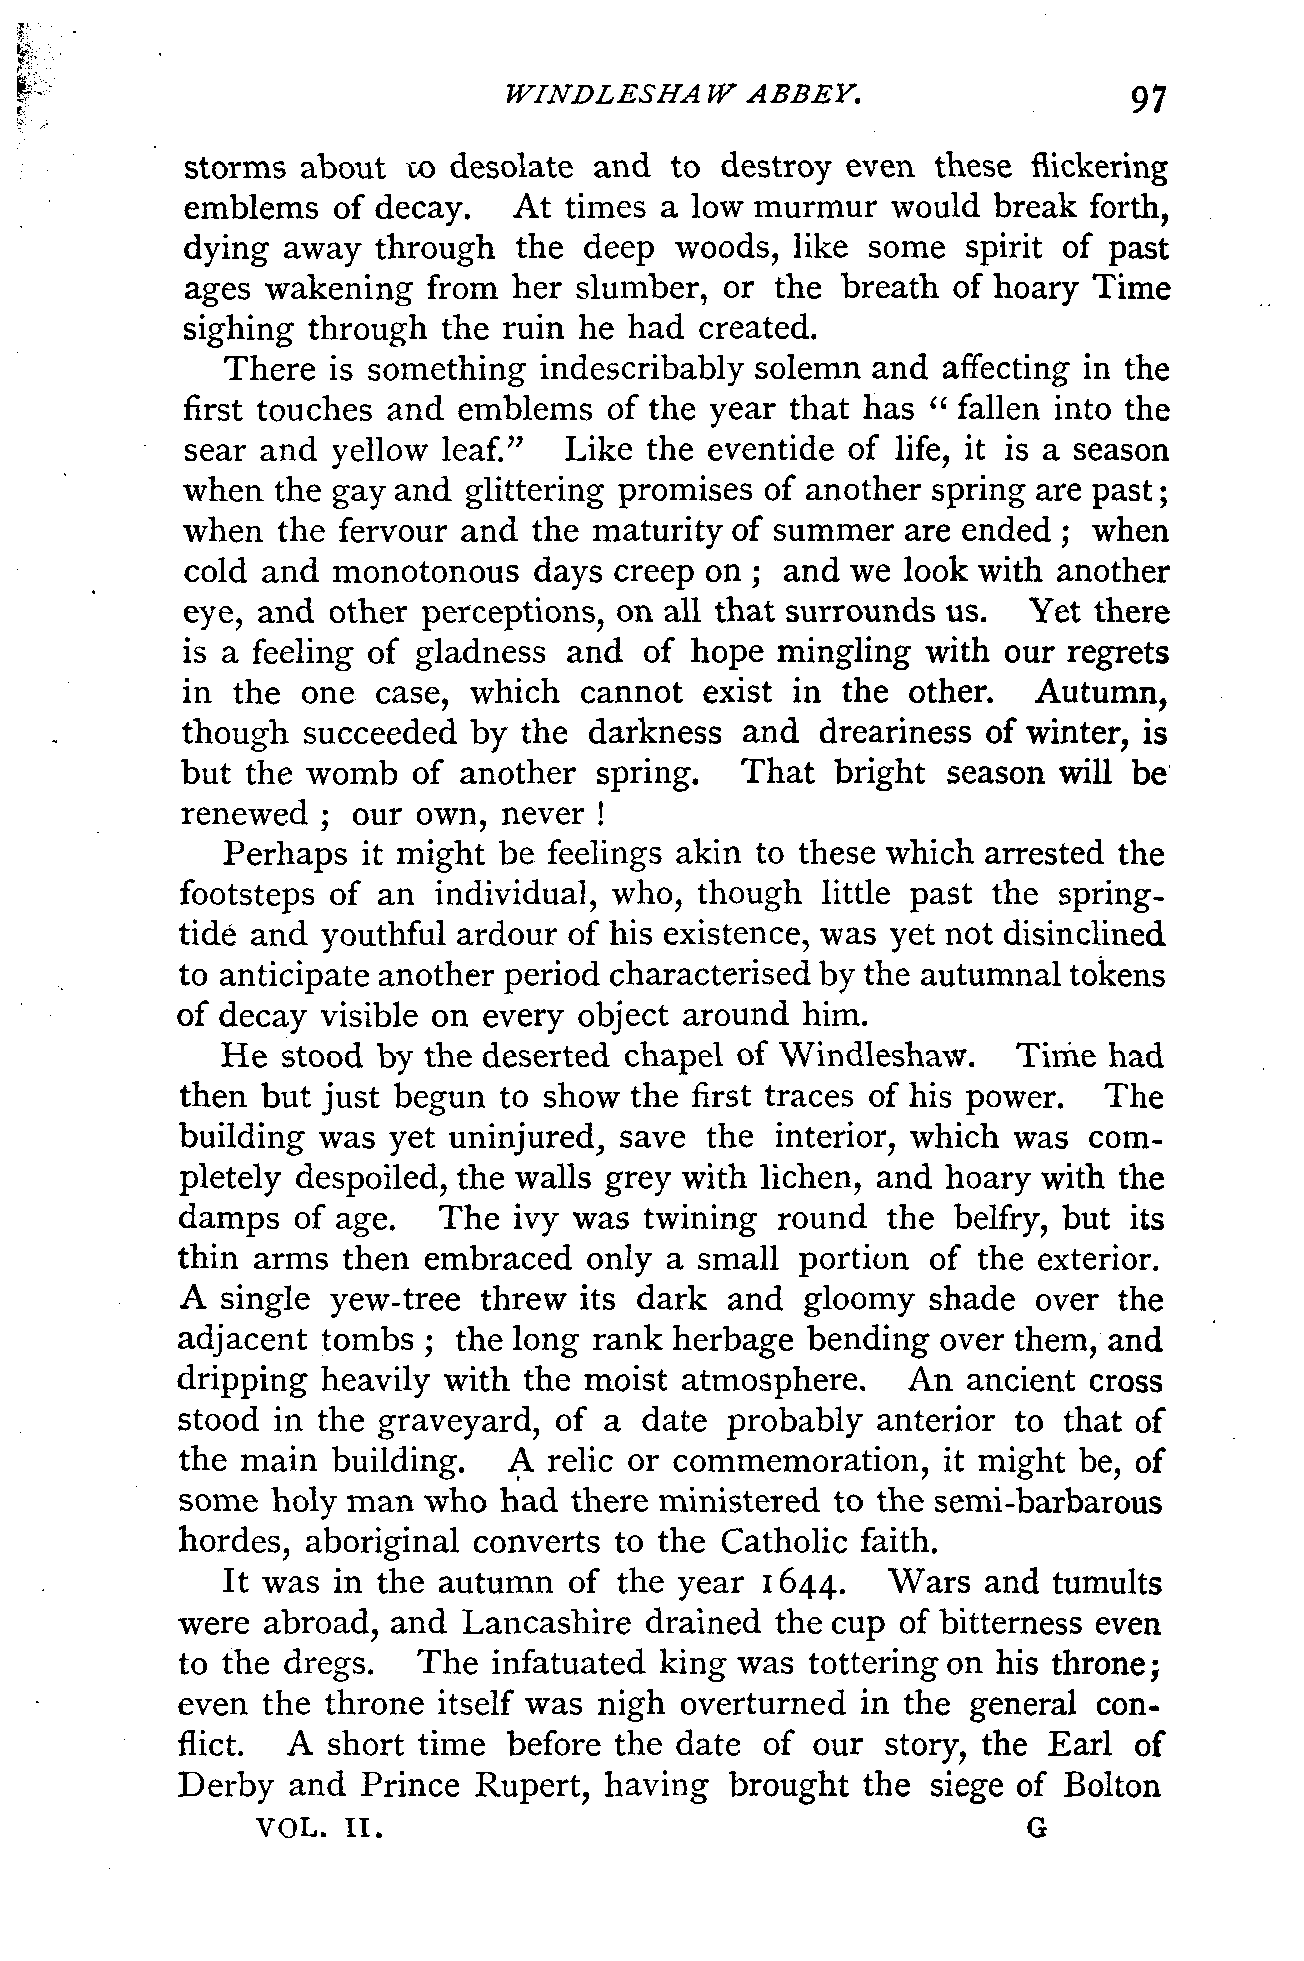 WINDLESHAW ABBEY. 97
storms about to desolate and to destroy even these flickering
emblems of decay. At times a low murmur would break forth,
dying away through the deep woods, like some spirit of past
ages wakening from her slumber, or the breath of hoary Time
sighing through the ruin he had created.
There is something indescribably solemn and affecting in the
first touches and emblems of the year that has “ fallen into the
sear and yellow leaf.” Like the eventide of life, it is a season
when the gay and glittering promises of another spring are past;
when the fervour and the maturity of summer are ended ; when
cold and monotonous days creep on ; and we look with another
eye, and other perceptions, on all that surrounds us. Yet there
is a feeling of gladness and of hope mingling with our regrets
in the one case, which cannot exist in the other. Autumn,
though succeeded by the darkness and dreariness of winter, is
but the womb of another spring. That bright season will be
renewed ; our own, never !
Perhaps it might be feelings akin to these which arrested the
footsteps of an individual, who, though little past the spring-
tide and youthful ardour of his existence, was yet not disinclined
to anticipate another period characterised by the autumnal tokens
of decay visible on every object around him.
He stood by the deserted chapel of Windleshaw. Time had
then but just begun to show the first traces of his power. The
building was yet uninjured, save the interior, which was com-
pletely despoiled, the walls grey with lichen, and hoary with the
damps of age. The ivy was twining round the belfry, but its
thin arms then embraced only a small portion of the exterior.
A single yew-tree threw its dark and gloomy shade over the
adjacent tombs ; the long rank herbage bending over them, and
dripping heavily with the moist atmosphere. An ancient cross
stood in the graveyard, of a date probably anterior to that of
the main building. A relic or commemoration, it might be, of
some holy man who had there ministered to the semi-barbarous
hordes, aboriginal converts to the Catholic faith.
It was in the autumn of the year 1644. Wars and tumults
were abroad, and Lancashire drained the cup of bitterness even
to the dregs. The infatuated king was tottering on his throne;
even the throne itself was nigh overturned in the general con-
flict. A short time before the date of our story, the Earl of
Derby and Prince Rupert, having brought the siege of Bolton
VOL. II. G